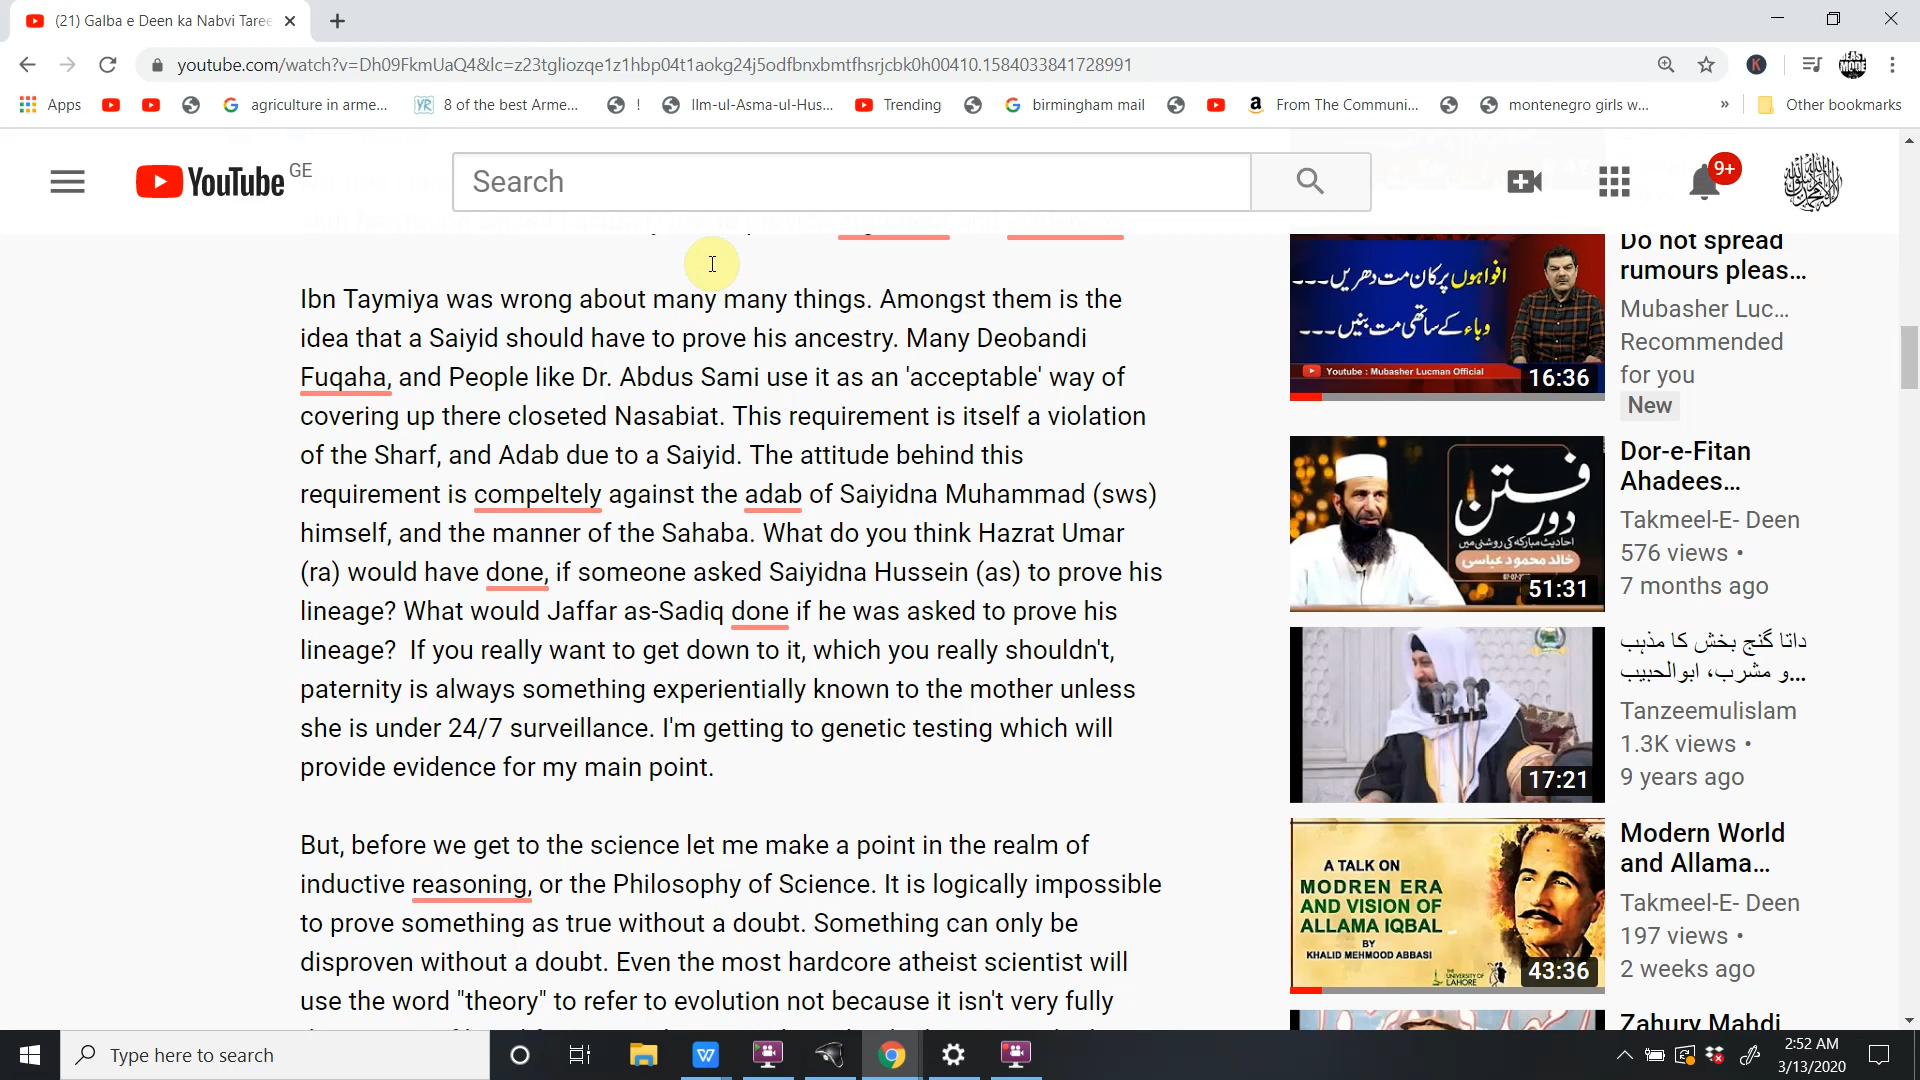 (21) Galba e Deen ka Nabvi Taree
youtube.com/watch?v=Dh09FkmUaQ4&lc=z23tgliozqe1z1hbp04t1aokg24j5odfbnxbmtfhsrjcbk0h00410.1584033841728991
Apps
agriculture in arme...
8 of the best Arme...
!
Ilm-ul-Asma-ul-Hus...
Trending
birmingham mail
From The Communi...
montenegro girls w...
»
Other bookmarks
YouTube GE
Search
9+
Ibn Taymiya was wrong about many many things. Amongst them is the
idea that a Saiyid should have to prove his ancestry. Many Deobandi
Fuqaha, and People like Dr. Abdus Sami use it as an 'acceptable' way of
covering up there closeted Nasabiat. This requirement is itself a violation
of the Sharf, and Adab due to a Saiyid. The attitude behind this
requirement is compeltely against the adab of Saiyidna Muhammad (sws)
himself, and the manner of the Sahaba. What do you think Hazrat Umar
(ra) would have done, if someone asked Saiyidna Hussein (as) to prove his
lineage? What would Jaffar as-Sadiq done if he was asked to prove his
lineage?  If you really want to get down to it, which you really shouldn't,
paternity is always something experientially known to the mother unless
she is under 24/7 surveillance. I'm getting to genetic testing which will
provide evidence for my main point.
But, before we get to the science let me make a point in the realm of
inductive reasoning, or the Philosophy of Science. It is logically impossible
to prove something as true without a doubt. Something can only be
disproven without a doubt. Even the most hardcore atheist scientist will
use the word "theory" to refer to evolution not because it isn't very fully
افواہوں پر کان مت دھریں ۔۔۔
وباء کے ساتھی مت بنیں ۔۔۔
Youtube : Mubasher Lucman Official
16:36
Do not spread
rumours pleas...
Mubasher Luc...
Recommended
for you
New
دور فتن
احادیث مبارکہ کی روشنی میں
خالد محمود عباسی
51:31
Dor-e-Fitan
Ahadees...
Takmeel-E- Deen
576 views •
7 months ago
17:21
داتا گنج بخش کا مذہب
و مشرب، ابوالحبیب...
Tanzeemulislam
1.3K views •
9 years ago
A TALK ON
MODREN ERA
AND VISION OF
ALLAMA IQBAL
BY
KHALID MEHMOOD ABBASI
THE UNIVERSITY OF LAHORE
43:36
Modern World
and Allama...
Takmeel-E- Deen
197 views •
2 weeks ago
Zahury Mahdi
Type here to search
2:52 AM
3/13/2020